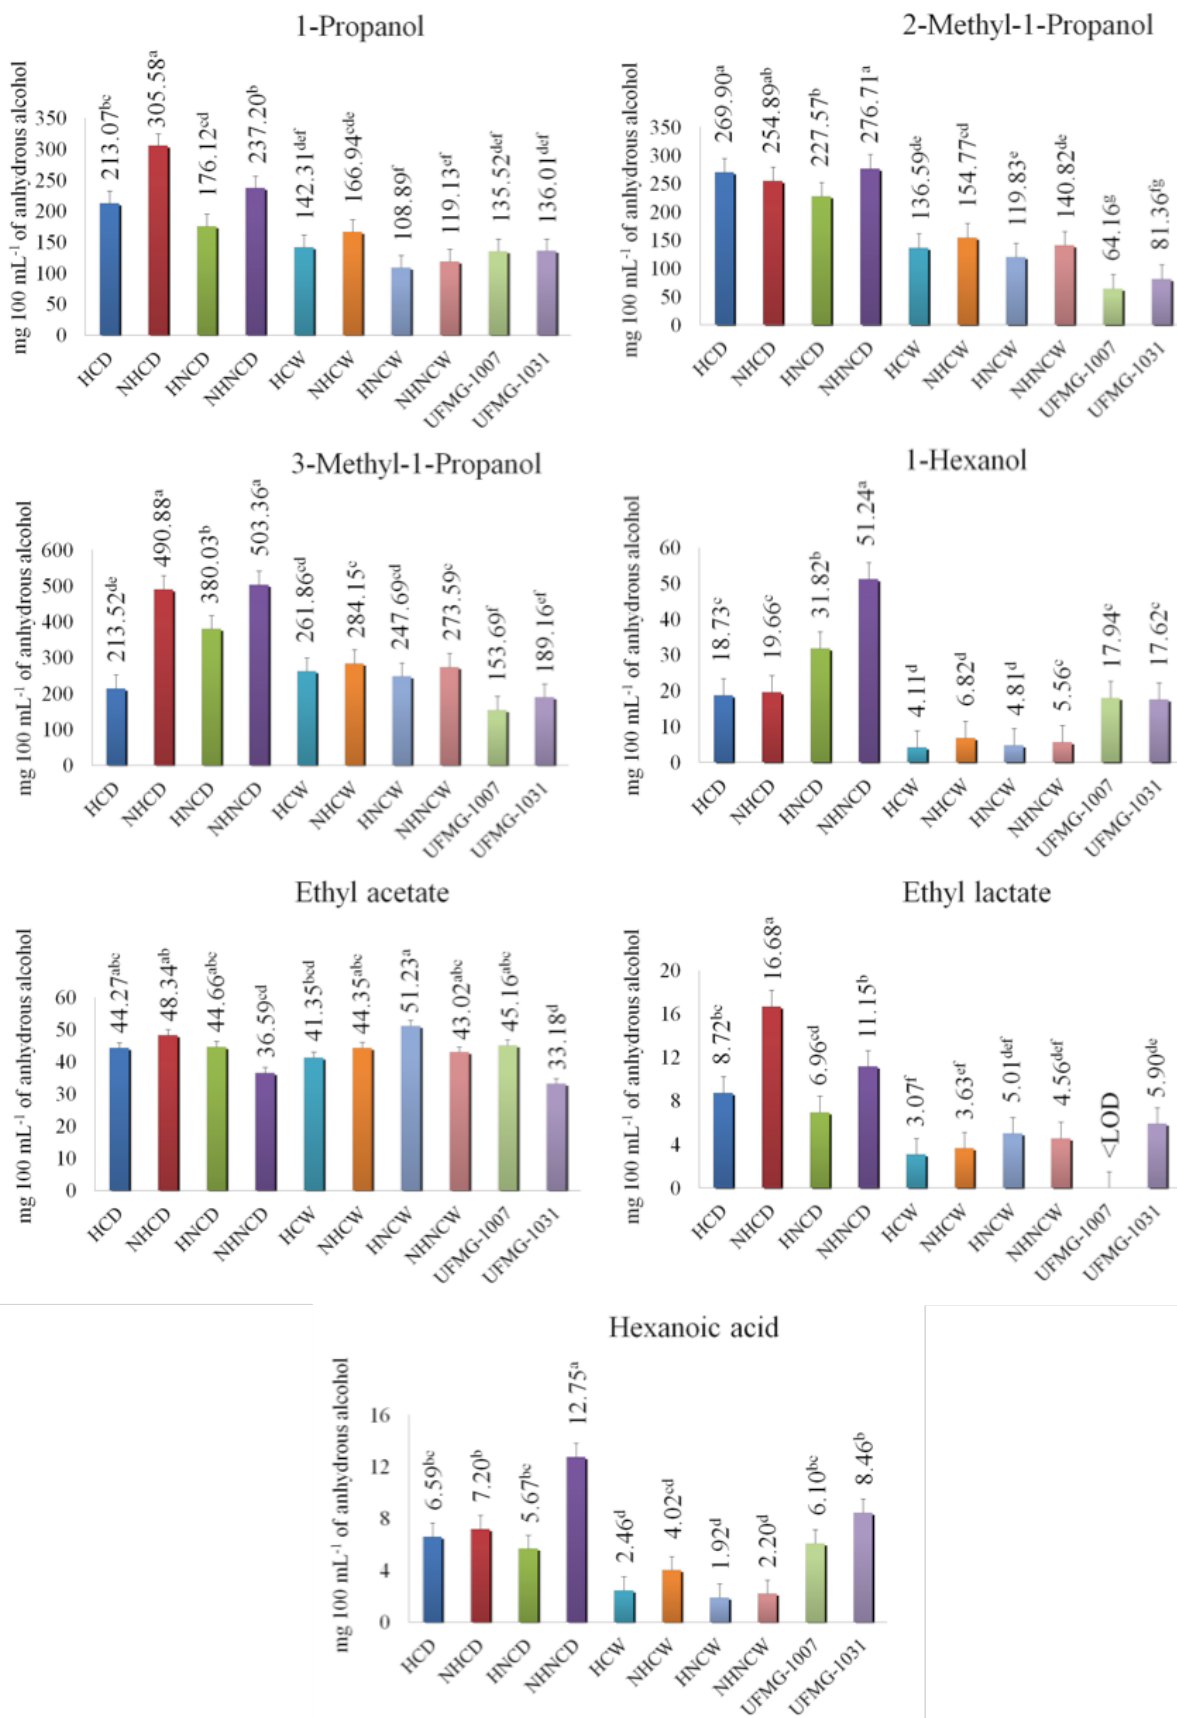 1-Propanol
mg 100 mL⁻¹ of anhydrous alcohol
350
300
250
200
150
100
50
0
213.07ᵇᶜ
305.58ᵃ
176.12ᶜᵈ
237.20ᵇ
142.31ᵈᵉᶠ
166.94ᶜᵈᵉ
108.89ᶠ
119.13ᵉᶠ
135.52ᵈᵉᶠ
136.01ᵈᵉᶠ
HCD
NHCD
HNCD
NHNCD
HCW
NHCW
HNCW
NHNCW
UFMG-1007
UFMG-1031
2-Methyl-1-Propanol
mg 100 mL⁻¹ of anhydrous alcohol
350
300
250
200
150
100
50
0
269.90ᵃ
254.89ᵃᵇ
227.57ᵇ
276.71ᵃ
136.59ᵈᵉ
154.77ᶜᵈ
119.83ᵉ
140.82ᵈᵉ
64.16ᵍ
81.36ᶠᵍ
HCD
NHCD
HNCD
NHNCD
HCW
NHCW
HNCW
NHNCW
UFMG-1007
UFMG-1031
3-Methyl-1-Propanol
mg 100 mL⁻¹ of anhydrous alcohol
600
500
400
300
200
100
0
213.52ᵈᵉ
490.88ᵃ
380.03ᵇ
503.36ᵃ
261.86ᶜᵈ
284.15ᶜ
247.69ᶜᵈ
273.59ᶜ
153.69ᶠ
189.16ᵉᶠ
HCD
NHCD
HNCD
NHNCD
HCW
NHCW
HNCW
NHNCW
UFMG-1007
UFMG-1031
1-Hexanol
mg 100 mL⁻¹ of anhydrous alcohol
60
50
40
30
20
10
0
18.73ᶜ
19.66ᶜ
31.82ᵇ
51.24ᵃ
4.11ᵈ
6.82ᵈ
4.81ᵈ
5.56ᶜ
17.94ᶜ
17.62ᶜ
HCD
NHCD
HNCD
NHNCD
HCW
NHCW
HNCW
NHNCW
UFMG-1007
UFMG-1031
Ethyl acetate
mg 100 mL⁻¹ of anhydrous alcohol
60
50
40
30
20
10
0
44.27ᵃᵇᶜ
48.34ᵃᵇ
44.66ᵃᵇᶜ
36.59ᶜᵈ
41.35ᵇᶜᵈ
44.35ᵃᵇᶜ
51.23ᵃ
43.02ᵃᵇᶜ
45.16ᵃᵇᶜ
33.18ᵈ
HCD
NHCD
HNCD
NHNCD
HCW
NHCW
HNCW
NHNCW
UFMG-1007
UFMG-1031
Ethyl lactate
mg 100 mL⁻¹ of anhydrous alcohol
20
16
12
8
4
0
8.72ᵇᶜ
16.68ᵃ
6.96ᶜᵈ
11.15ᵇ
3.07ᶠ
3.63ᵉᶠ
5.01ᵈᵉᶠ
4.56ᵈᵉᶠ
<LOD
5.90ᵈᵉ
HCD
NHCD
HNCD
NHNCD
HCW
NHCW
HNCW
NHNCW
UFMG-1007
UFMG-1031
Hexanoic acid
mg 100 mL⁻¹ of anhydrous alcohol
16
12
8
4
0
6.59ᵇᶜ
7.20ᵇ
5.67ᵇᶜ
12.75ᵃ
2.46ᵈ
4.02ᶜᵈ
1.92ᵈ
2.20ᵈ
6.10ᵇᶜ
8.46ᵇ
HCD
NHCD
HNCD
NHNCD
HCW
NHCW
HNCW
NHNCW
UFMG-1007
UFMG-1031